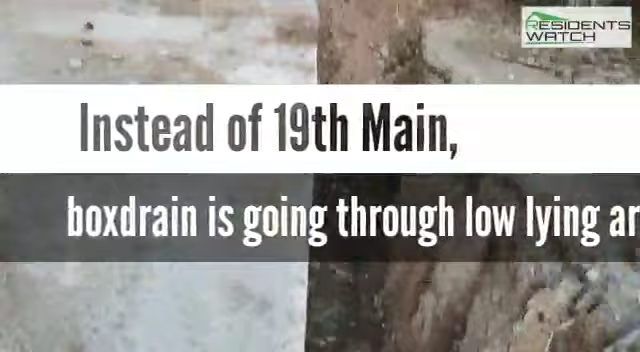 RESIDENTS
WATCH
Instead of 19th Main,
boxdrain is going through low lying